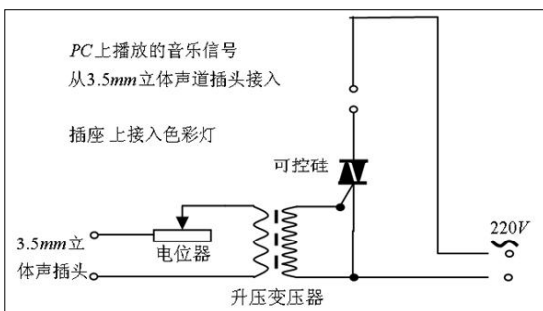 PC上播放的音乐信号
从3.5mm立体声道插头接入
插座 上接入色彩灯
可控硅
220V
3.5mm立
体声插头
电位器
升压变压器